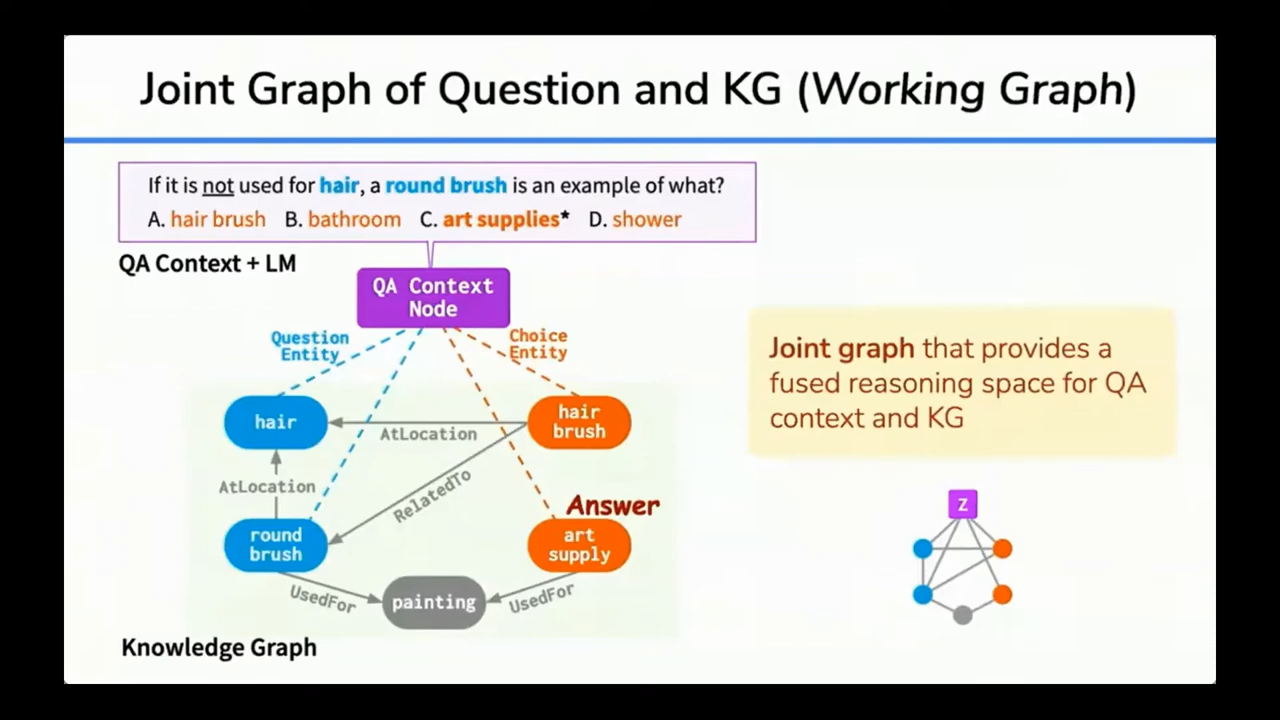 Joint Graph of Question and KG (Working Graph)
If it is not used for hair, a round brush is an example of what?
A. hair brush B. bathroom C. art supplies* D. shower
QA Context + LM
QA Context
Node
Question
Entity
Choice
Entity
hair
hair
brush
AtLocation
AtLocation
RelatedTo
Answer
round
brush
art
supply
UsedFor
painting
UsedFor
Knowledge Graph
Joint graph that provides a
fused reasoning space for QA
context and KG
Z